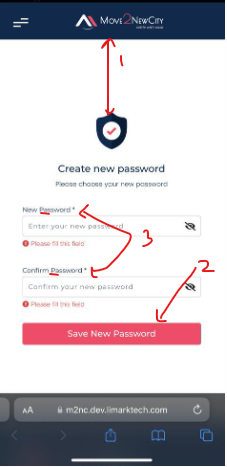 Move2NewCity
1
Create new password
Please choose your new password
New Password *
Enter your new password
Please fill this field
3
Confirm Password *
2
Confirm your new password
Please fill this field
Save New Password
AA m2nc.dev.limarktech.com